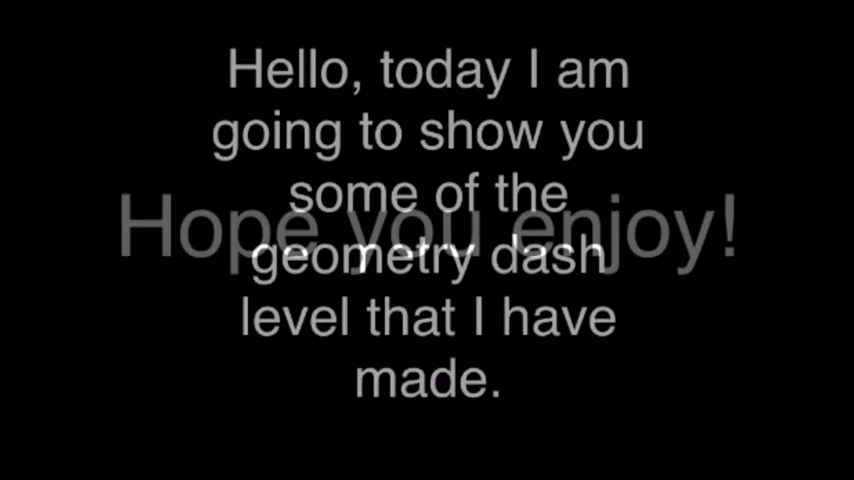 Hello, today I am
going to show you
some of the
Hope you enjoy!
geometry dash
level that I have
made.